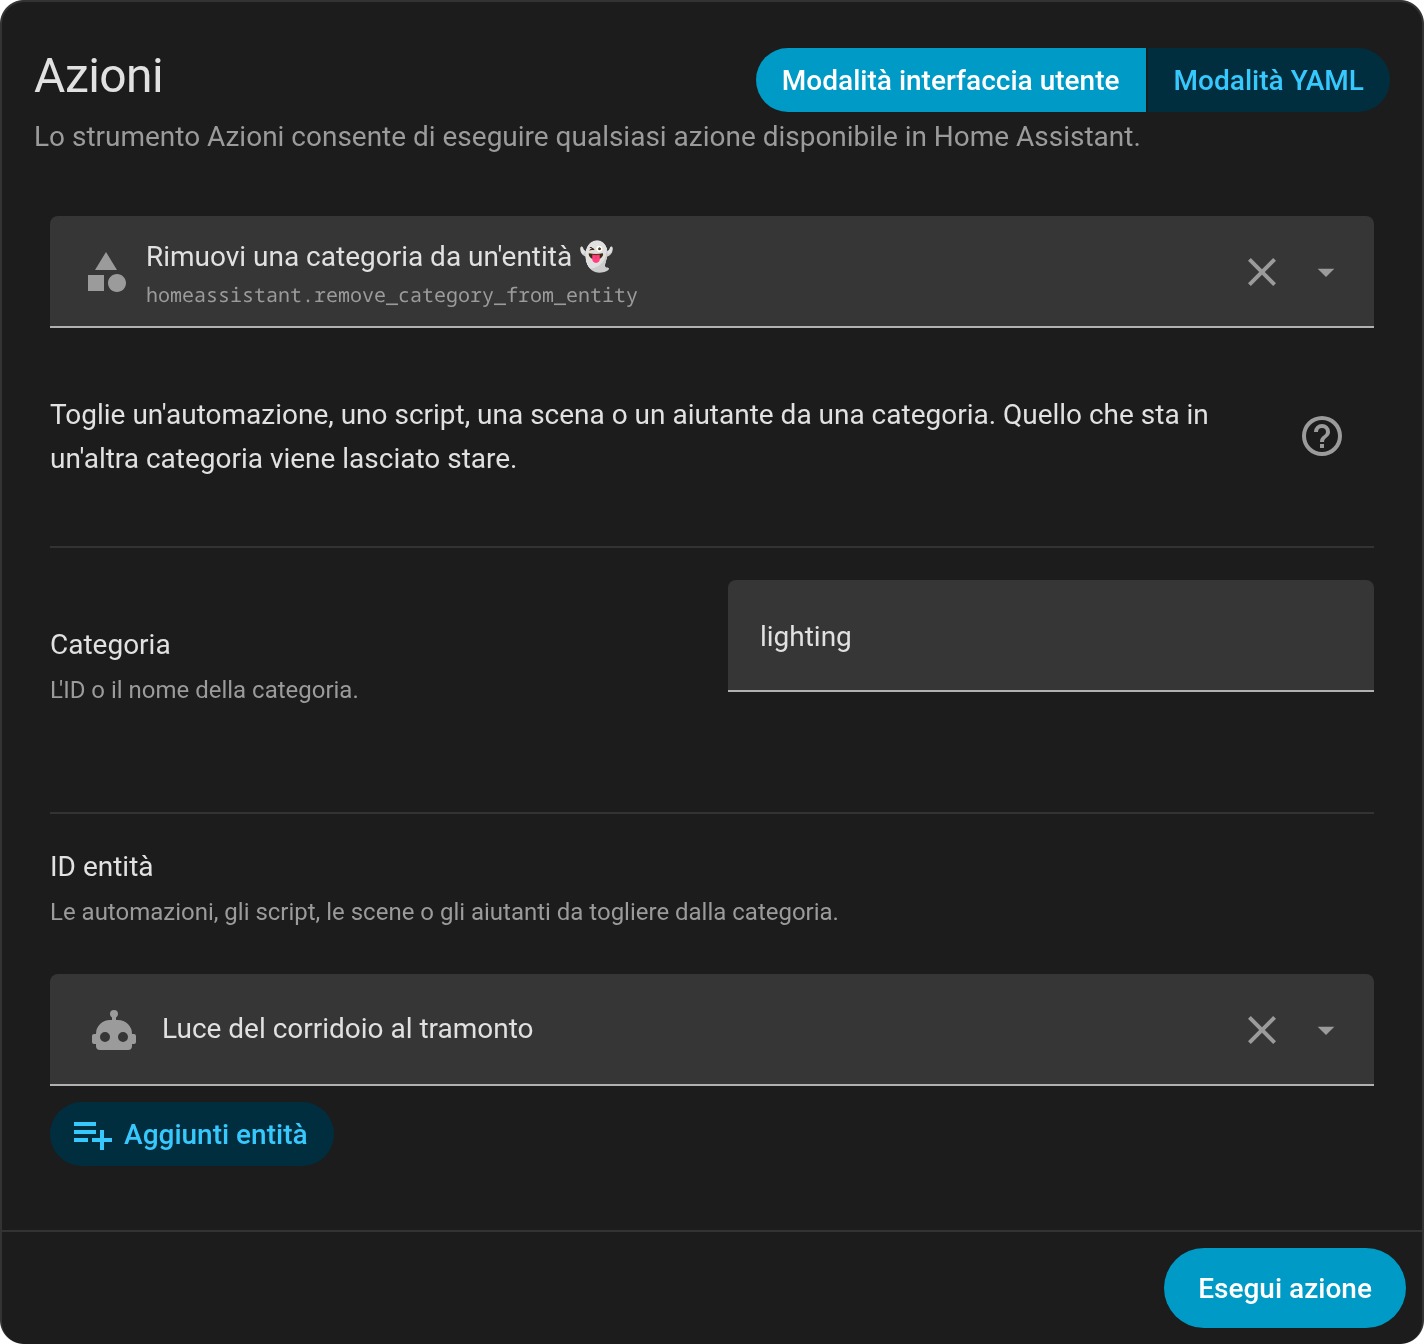 Azioni
Modalità interfaccia utente
Modalità YAML
Lo strumento Azioni consente di eseguire qualsiasi azione disponibile in Home Assistant.
Rimuovi una categoria da un'entità 👻
homeassistant.remove_category_from_entity
Toglie un'automazione, uno script, una scena o un aiutante da una categoria. Quello che sta in
un'altra categoria viene lasciato stare.
Categoria
L'ID o il nome della categoria.
lighting
ID entità
Le automazioni, gli script, le scene o gli aiutanti da togliere dalla categoria.
Luce del corridoio al tramonto
Aggiunti entità
Esegui azione